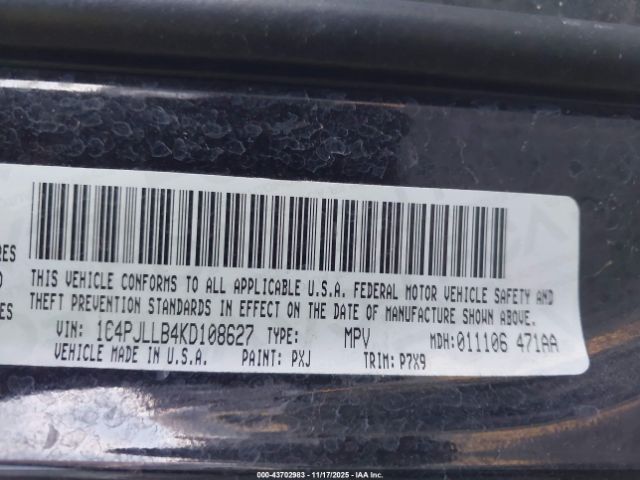 RES
THIS VEHICLE CONFORMS TO ALL APPLICABLE U.S.A. FEDERAL MOTOR VEHICLE SAFETY AND
THEFT PREVENTION STANDARDS IN EFFECT ON THE DATE OF MANUFACTURE SHOWN ABOVE.
ES
VIN: 1C4PJLLB4KD108627 TYPE: MPV MDH:011106 471AA
VEHICLE MADE IN U.S.A. PAINT: PXJ TRIM: P7X9
000-43702983 - 11/17/2025 - IAA Inc.